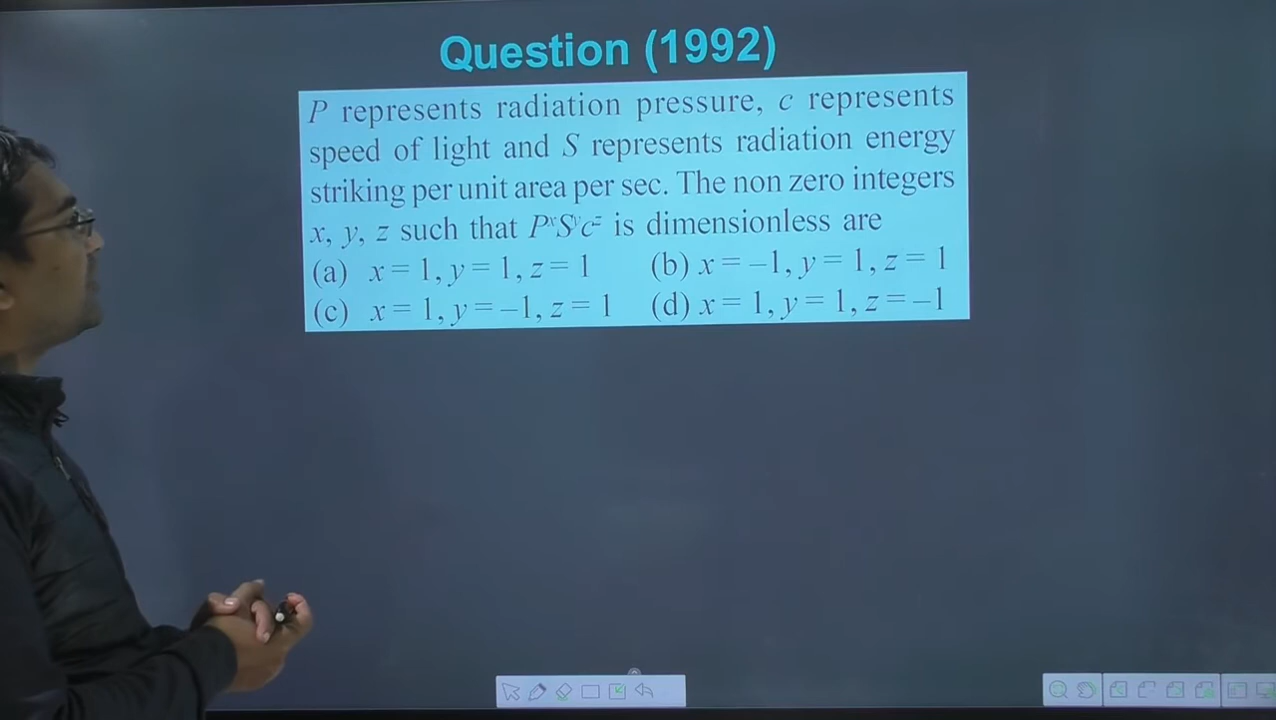 Question (1992)
P represents radiation pressure, c represents
speed of light and S represents radiation energy
striking per unit area per sec. The non zero integers
x, y, z such that PˣSʸcᶻ is dimensionless are
(a) x = 1, y = 1, z = 1 (b) x = –1, y = 1, z = 1
(c) x = 1, y = –1, z = 1 (d) x = 1, y = 1, z = –1